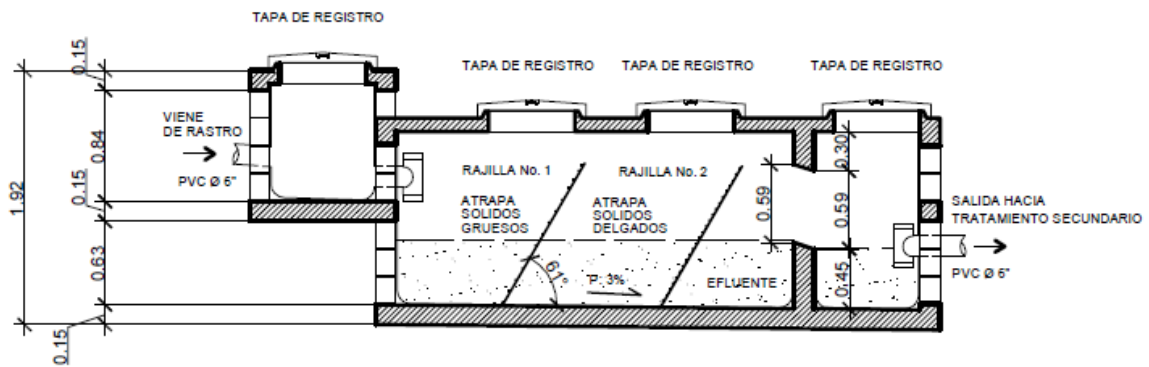 TAPA DE REGISTRO
TAPA DE REGISTRO
TAPA DE REGISTRO
TAPA DE REGISTRO
0.15
0.84
0.15
1.92
0.63
0.15
VIENE
DE RASTRO
PVC Ø 6"
RAJILLA No. 1
ATRAPA
SOLIDOS
GRUESOS
RAJILLA No. 2
ATRAPA
SOLIDOS
DELGADOS
61°
P: 3%
EFLUENTE
0.59
0.30
0.59
0.45
SALIDA HACIA
TRATAMIENTO SECUNDARIO
PVC Ø 6"